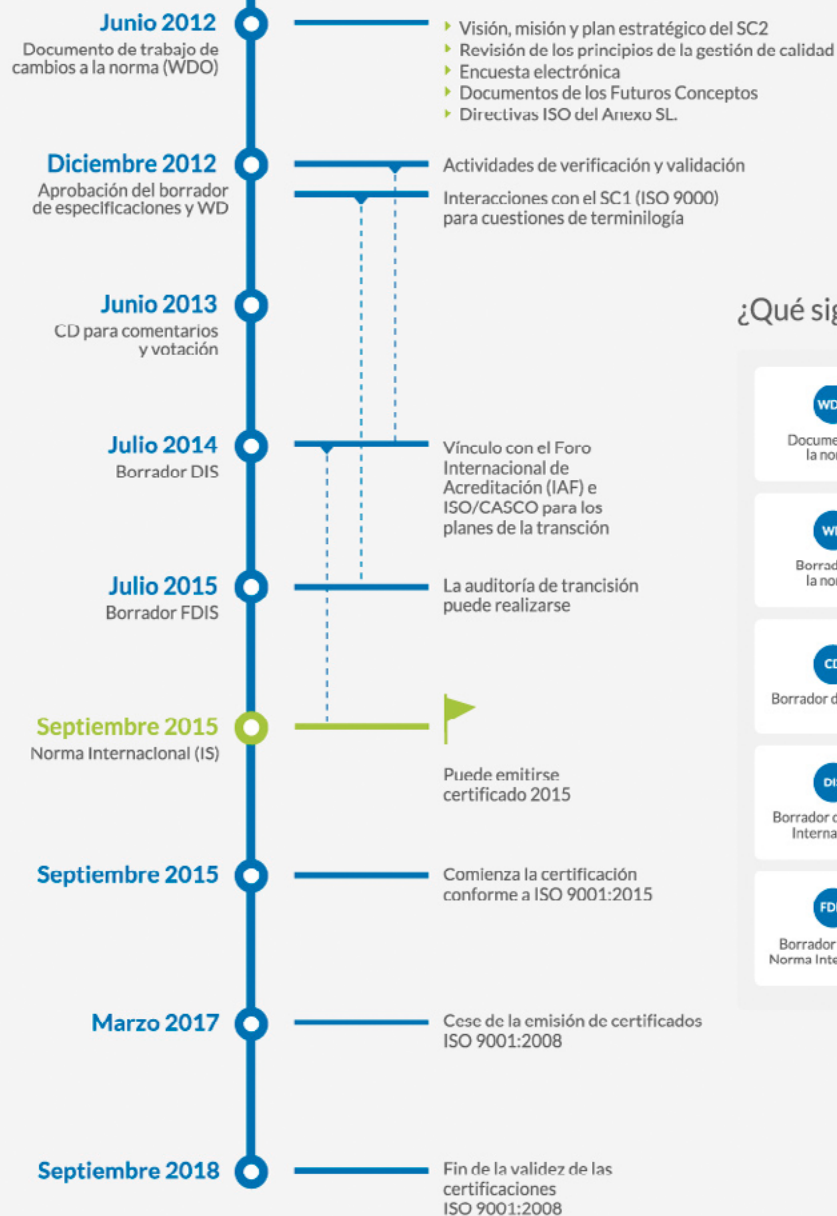 Junio 2012
Documento de trabajo de
cambios a la norma (WDO)
Visión, misión y plan estratégico del SC2
Revisión de los principios de la gestión de calidad
Encuesta electrónica
Documentos de los Futuros Conceptos
Directivas ISO del Anexo SL.
Diciembre 2012
Aprobación del borrador
de especificaciones y WD
Actividades de verificación y validación
Interacciones con el SC1 (ISO 9000)
para cuestiones de terminilogía
Junio 2013
CD para comentarios
y votación
Julio 2014
Borrador DIS
Vínculo con el Foro
Internacional de
Acreditación (IAF) e
ISO/CASCO para los
planes de la transción
Julio 2015
Borrador FDIS
La auditoría de trancisión
puede realizarse
Septiembre 2015
Norma Internacional (IS)
Puede emitirse
certificado 2015
Septiembre 2015
Comienza la certificación
conforme a ISO 9001:2015
Marzo 2017
Cese de la emisión de certificados
ISO 9001:2008
Septiembre 2018
Fin de la validez de las
certificaciones
ISO 9001:2008
¿Qué
la
la
Borrador
Borrador
Norma